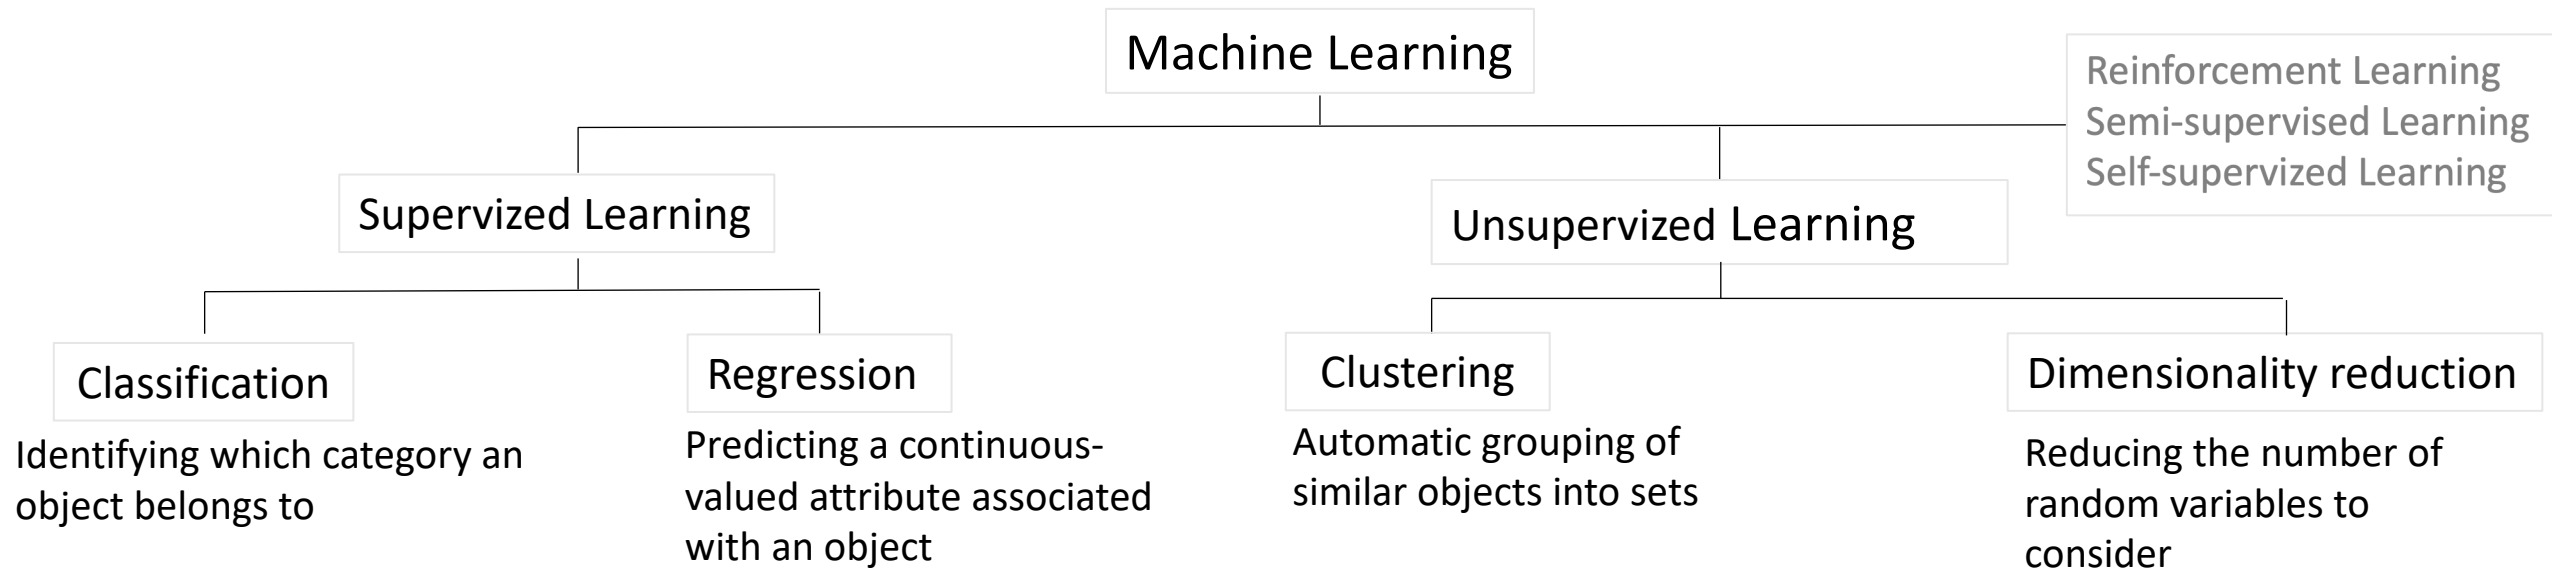 Machine Learning
Reinforcement Learning
Semi-supervised Learning
Self-supervized Learning
Supervized Learning
Unsupervized Learning
Classification
Identifying which category an
object belongs to
Regression
Predicting a continuous-
valued attribute associated
with an object
Clustering
Automatic grouping of
similar objects into sets
Dimensionality reduction
Reducing the number of
random variables to
consider